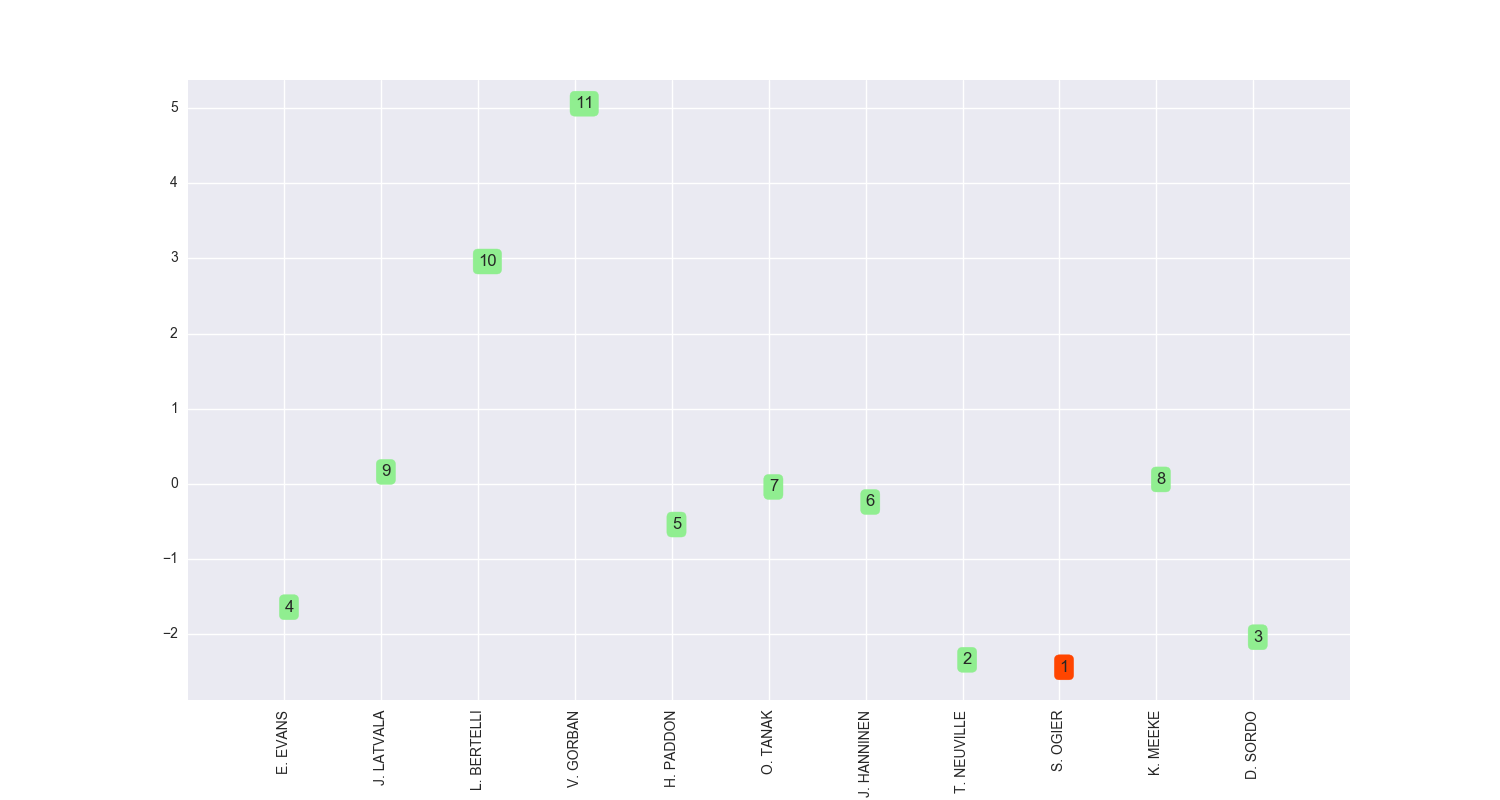 5
11
4
3
10
2
1
9
8
0
7
6
5
−1
4
−2
3
2
1
E. EVANS
J. LATVALA
L. BERTELLI
V. GORBAN
H. PADDON
O. TANAK
J. HANNINEN
T. NEUVILLE
S. OGIER
K. MEEKE
D. SORDO